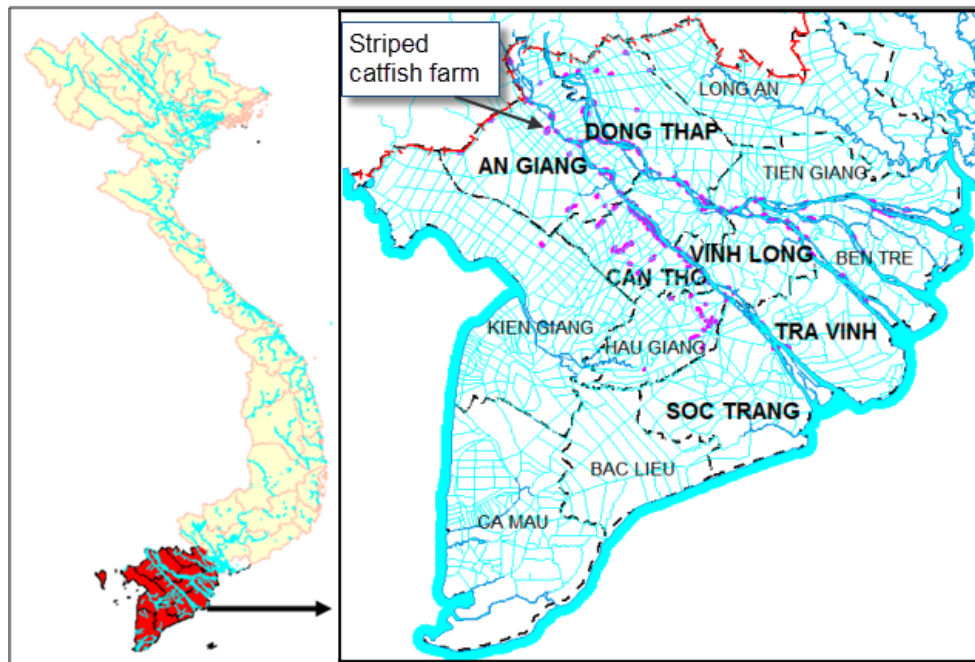 Striped
catfish farm
LONG AN
DONG THAP
AN GIANG
TIEN GIANG
VINH LONG
BEN TRE
CAN THO
KIEN GIANG
HAU GIANG
TRA VINH
SOC TRANG
BAC LIEU
CA MAU